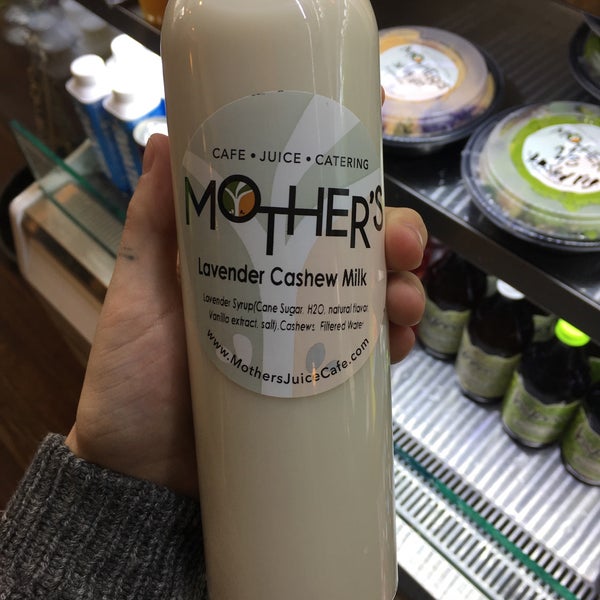 CAFE • JUICE • CATERING
MOTHER'S
Lavender Cashew Milk
Lavender Syrup(Cane Sugar, H2O, natural flavor,
Vanilla extract, salt),Cashews, Filtered Water
www.MothersJuiceCafe.com
MOTHER'S